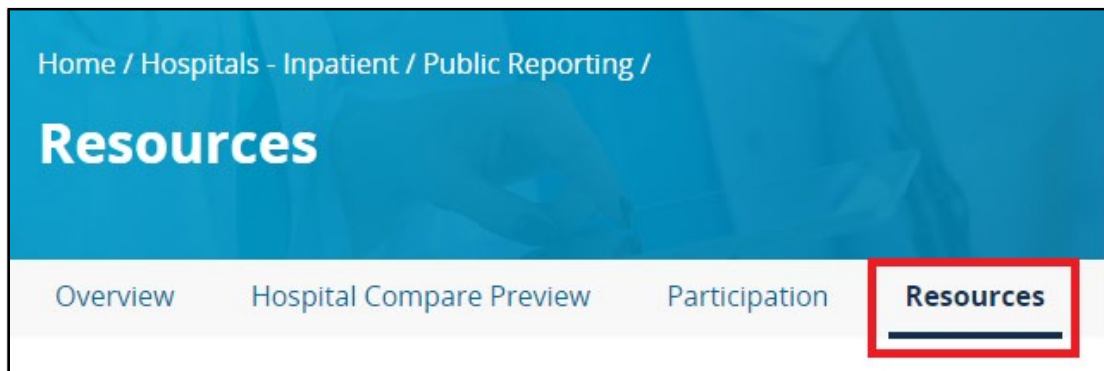 Home / Hospitals - Inpatient / Public Reporting /
Resources
Overview Hospital Compare Preview Participation Resources